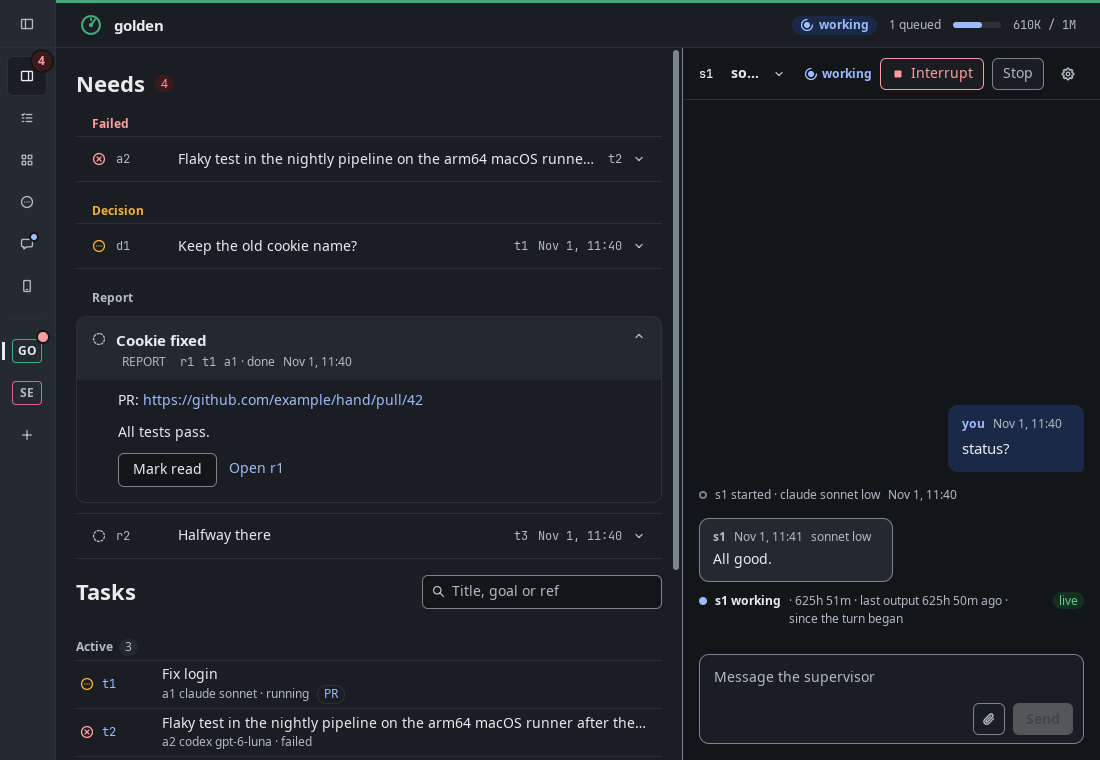 golden
working
1 queued
610K / 1M
4
GO
SE
Needs 4
Failed
a2 Flaky test in the nightly pipeline on the arm64 macOS runne... t2
Decision
d1 Keep the old cookie name? t1 Nov 1, 11:40
Report
Cookie fixed
REPORT r1 t1 a1 · done Nov 1, 11:40
PR: https://github.com/example/hand/pull/42
All tests pass.
Mark read Open r1
r2 Halfway there t3 Nov 1, 11:40
Tasks
Title, goal or ref
Active 3
t1 Fix login
a1 claude sonnet · running PR
t2 Flaky test in the nightly pipeline on the arm64 macOS runner after the...
a2 codex gpt-6-luna · failed
s1 so... working Interrupt Stop
you Nov 1, 11:40
status?
s1 started · claude sonnet low Nov 1, 11:40
s1 Nov 1, 11:41 sonnet low
All good.
s1 working · 625h 51m · last output 625h 50m ago · live
since the turn began
Message the supervisor
Send